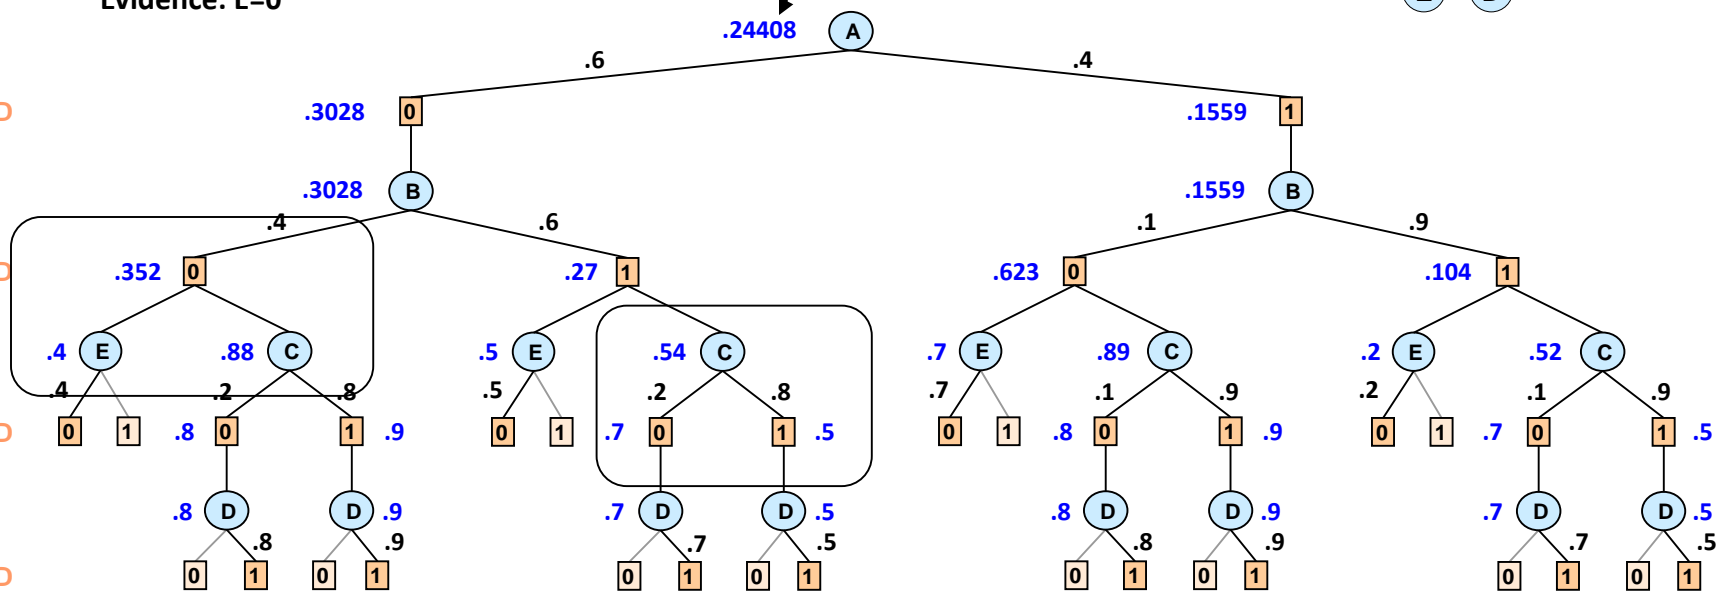 Evidence: E=0
.24408 A
.6 .4
D .3028 0 .1559 1
.3028 B .1559 B
.4 .6 .1 .9
D .352 0 .27 1 .623 0 .104 1
.4 E .88 C .5 E .54 C .7 E .89 C .2 E .52 C
.4 .2 .8 .5 .2 .8 .7 .1 .9 .2 .1 .9
D 0 1 .8 0 1 .9 0 1 .7 0 1 .5 0 1 .8 0 1 .9 0 1 .7 0 1 .5
.8 D D .9 .7 D D .5 .8 D D .9 .7 D D .5
.8 .9 .7 .5 .8 .9 .7 .5
D 0 1 0 1 0 1 0 1 0 1 0 1 0 1 0 1